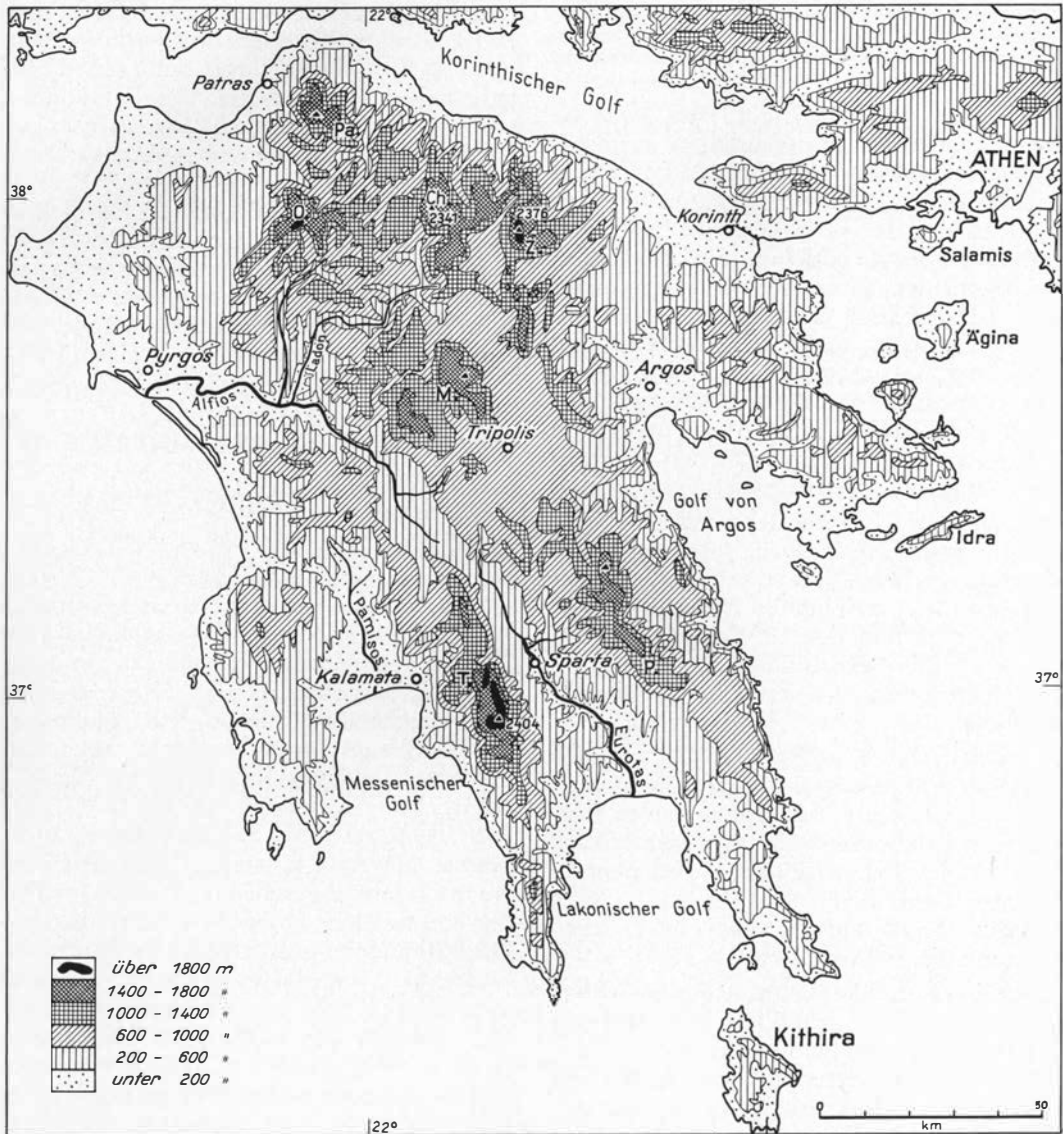 22°
Korinthischer Golf
Patras
Pa.
ATHEN
38°
O.
Ch.
2341
2376
Z.
Korinth
Salamis
Ladon
Ägina
Pyrgos
Argos
Alfios
M.
Tripolis
Golf von
Argos
Idra
Pamisos
Sparta
P.
Kalamata
T.
37°
37°
2404
Eurotas
Messenischer
Golf
Lakonischer Golf
über 1800 m
1400 - 1800 "
1000 - 1400 "
600 - 1000 "
200 - 600 "
unter 200 "
Kithira
0 50
km
22°